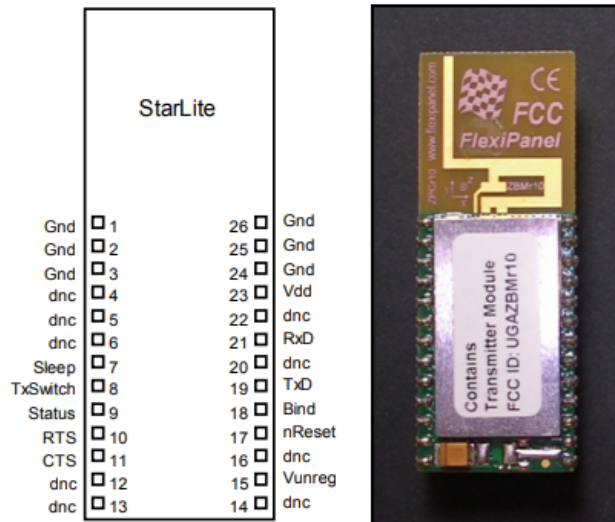 StarLite
Gnd 1 26 Gnd
Gnd 2 25 Gnd
Gnd 3 24 Gnd
dnc 4 23 Vdd
dnc 5 22 dnc
dnc 6 21 RxD
Sleep 7 20 dnc
TxSwitch 8 19 TxD
Status 9 18 Bind
RTS 10 17 nReset
CTS 11 16 dnc
dnc 12 15 Vunreg
dnc 13 14 dnc
CE
FCC
FlexiPanel
www.flexipanel.com
ZPCr10
ZBMr10
Contains
Transmitter Module
FCC ID: UGAZBMr10